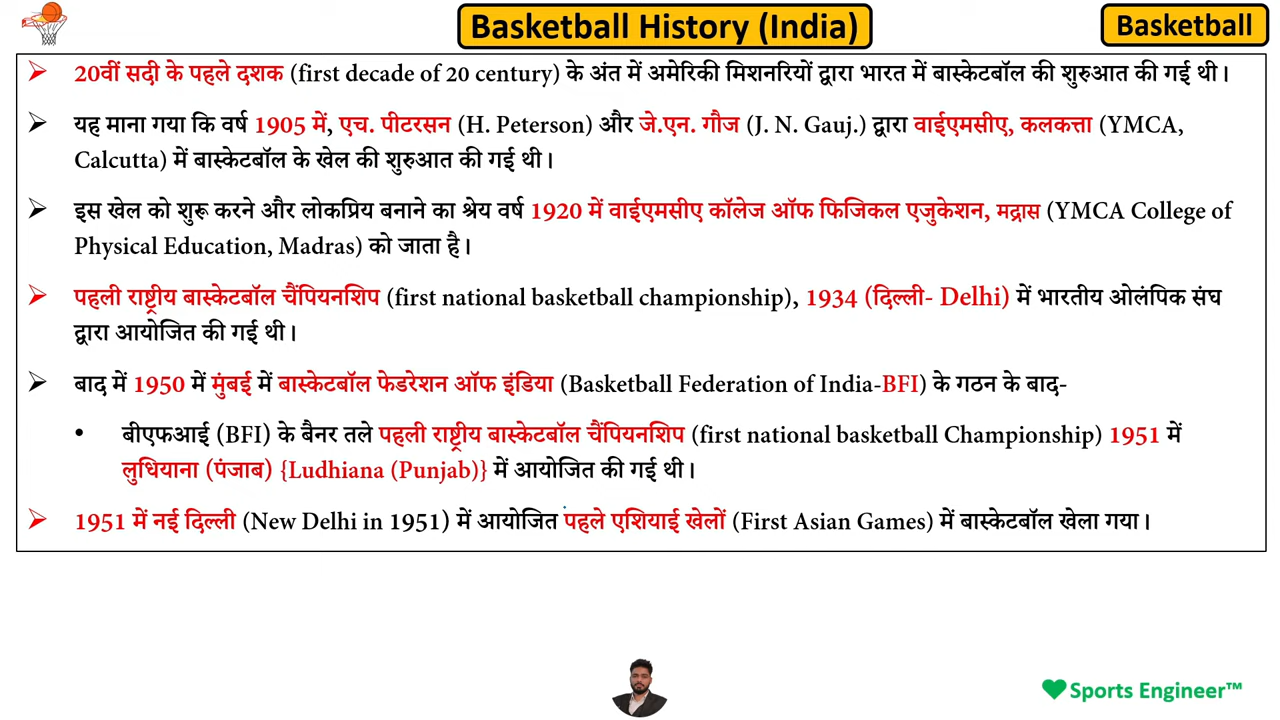 Basketball History (India)
Basketball
20वीं सदी के पहले दशक (first decade of 20 century) के अंत में अमेरिकी मिशनरियों द्वारा भारत में बास्केटबॉल की शुरुआत की गई थी।
यह माना गया कि वर्ष 1905 में, एच. पीटरसन (H. Peterson) और जे.एन. गौज (J. N. Gauj.) द्वारा वाईएमसीए, कलकत्ता (YMCA,
Calcutta) में बास्केटबॉल के खेल की शुरुआत की गई थी।
इस खेल को शुरू करने और लोकप्रिय बनाने का श्रेय वर्ष 1920 में वाईएमसीए कॉलेज ऑफ फिजिकल एजुकेशन, मद्रास (YMCA College of
Physical Education, Madras) को जाता है।
पहली राष्ट्रीय बास्केटबॉल चैंपियनशिप (first national basketball championship), 1934 (दिल्ली- Delhi) में भारतीय ओलंपिक संघ
द्वारा आयोजित की गई थी।
बाद में 1950 में मुंबई में बास्केटबॉल फेडरेशन ऑफ इंडिया (Basketball Federation of India-BFI) के गठन के बाद-
• बीएफआई (BFI) के बैनर तले पहली राष्ट्रीय बास्केटबॉल चैंपियनशिप (first national basketball Championship) 1951 में
लुधियाना (पंजाब) {Ludhiana (Punjab)} में आयोजित की गई थी।
1951 में नई दिल्ली (New Delhi in 1951) में आयोजित पहले एशियाई खेलों (First Asian Games) में बास्केटबॉल खेला गया।
Sports Engineer™